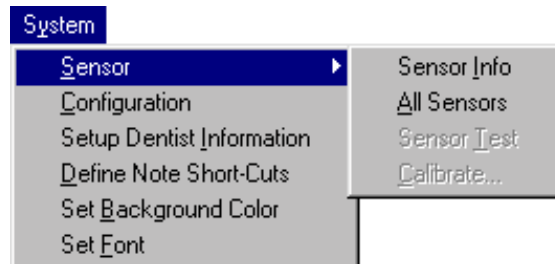 System
Sensor
Configuration
Setup Dentist Information
Define Note Short-Cuts
Set Background Color
Set Font
Sensor Info
All Sensors
Sensor Test
Calibrate...